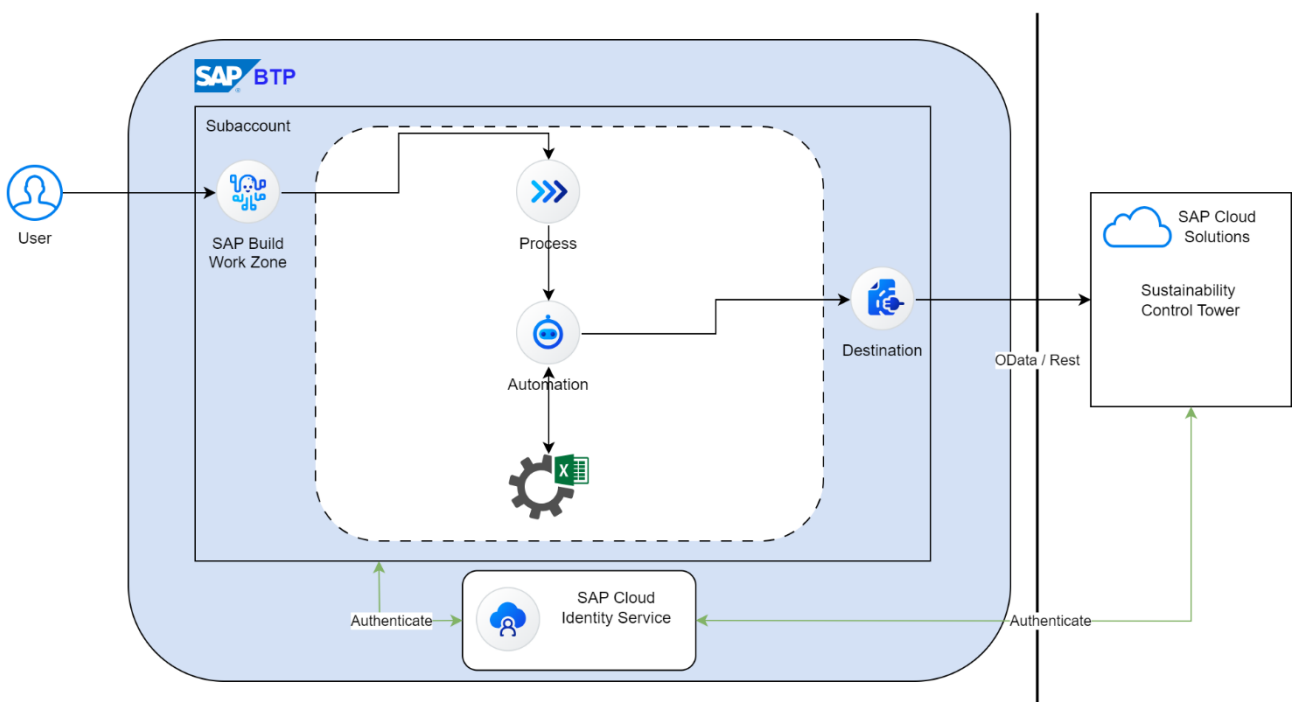 SAP BTP
Subaccount
User
SAP Build
Work Zone
Process
Automation
X
Destination
OData / Rest
SAP Cloud
Solutions
Sustainability
Control Tower
SAP Cloud
Identity Service
Authenticate
Authenticate